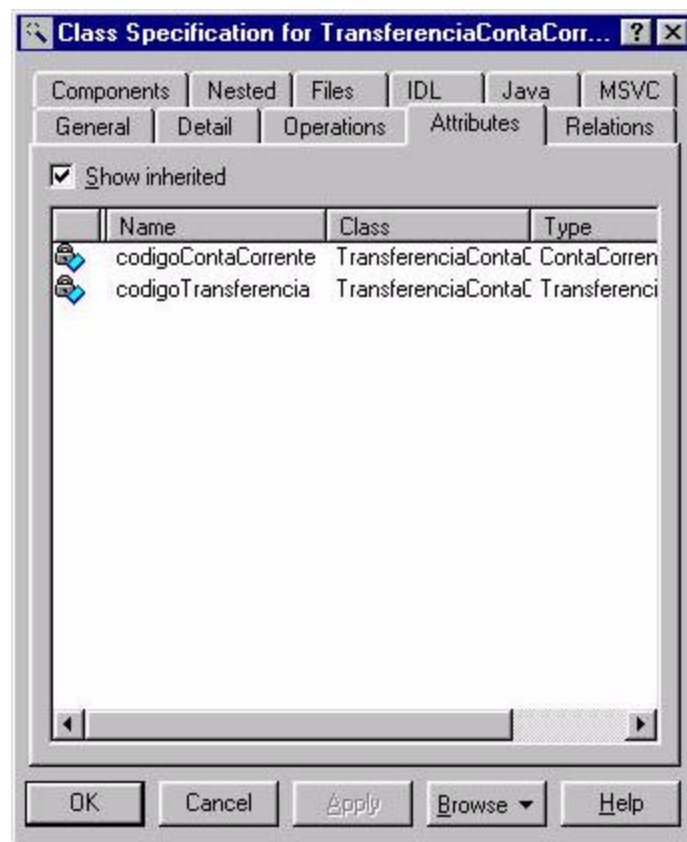 Class Specification for TransferenciaContaCorr...
Components Nested Files IDL Java MSVC
General Detail Operations Attributes Relations
Show inherited
Name Class Type
codigoContaCorrente TransferenciaContaC ContaCorren
codigoTransferencia TransferenciaContaC Transferenci
OK Cancel Apply Browse Help